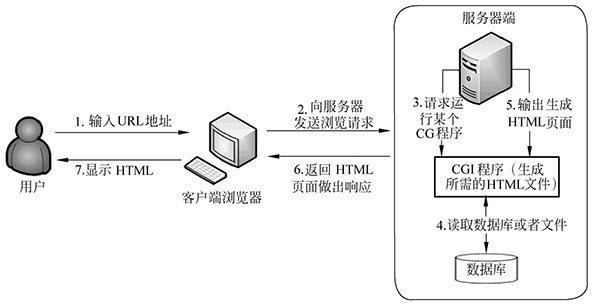 服务器端
1. 输入 URL 地址
2. 向服务器
发送浏览请求
3.请求运
行某个
CG程序
5. 输出生成
HTML页面
7.显示 HTML
6.返回 HTML
页面做出响应
用户
客户端浏览器
CGI 程序（生成
所需的HTML文件）
4.读取数据库或者文件
数据库